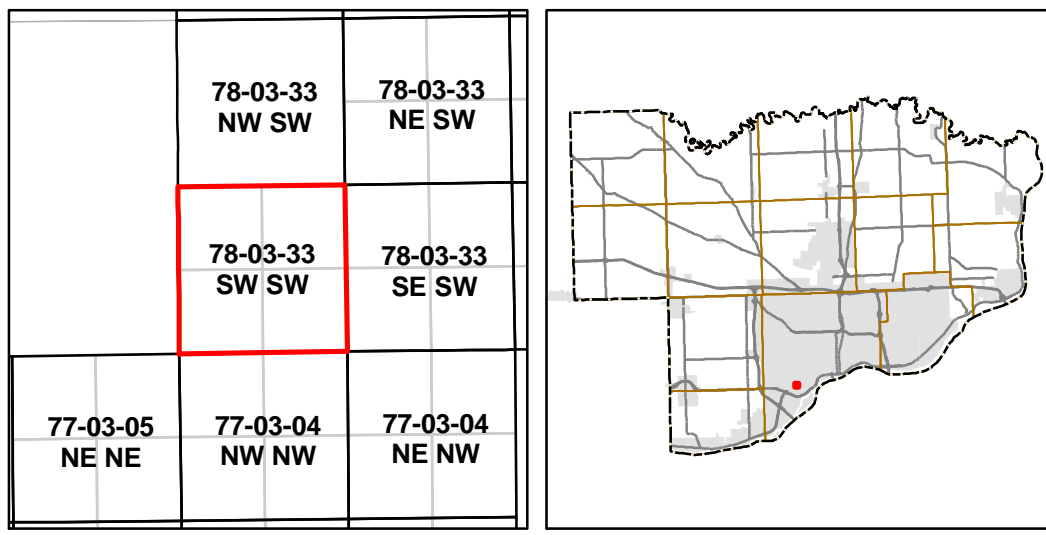 78-03-33
NW SW
78-03-33
NE SW
78-03-33
SW SW
78-03-33
SE SW
77-03-05
NE NE
77-03-04
NW NW
77-03-04
NE NW